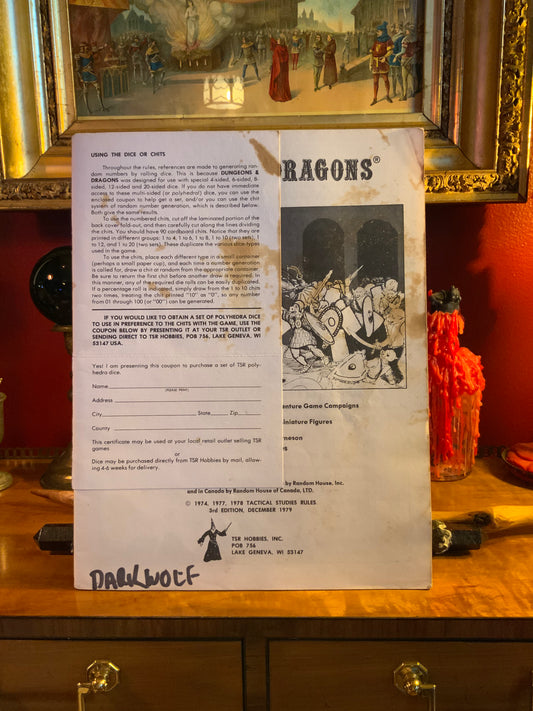 USING THE DICE OR CHITS
Throughout the rules, references are made to generating ran-
dom numbers by rolling dice. This is because DUNGEONS &
DRAGONS was designed for use with special 4-sided, 6-sided, 8-
sided, 12-sided and 20-sided dice. If you do not have immediate
access to these multi-sided (or polyhedral) dice, you can use the
enclosed coupon to help get a set, and/or you can use the chit
system of random number generation, which is described below.
Both give the same results.
To use the numbered chits, cut off the laminated portion of the
back cover fold-out, and then carefully cut along the lines dividing
the chits. You should have 90 cardboard chits. Notice that they are
printed in different groups: 1 to 4, 1 to 6, 1 to 8, 1 to 10 (two sets), 1
to 12, and 1 to 20 (two sets). These duplicate the various dice types
used in the game.
To use the chits, place each different type in a small container
(perhaps a small paper cup), and each time a number generation
is called for, draw a chit at random from the appropriate container.
Be sure to return the first chit before another draw is required. In
this manner, any of the required die rolls can be easily duplicated.
If a percentage roll is indicated, simply draw from the 1 to 10 chits
two times, treating the chit printed "10" as "0", so any number
from 01 through 100 (or "00") can be generated.
IF YOU WOULD LIKE TO OBTAIN A SET OF POLYHEDRA DICE
TO USE IN PREFERENCE TO THE CHITS WITH THE GAME, USE THE
COUPON BELOW BY PRESENTING IT AT YOUR TSR OUTLET OR
SENDING DIRECT TO TSR HOBBIES, POB 756, LAKE GENEVA, WI
53147 USA.
Yes! I am presenting this coupon to purchase a set of TSR poly-
hedra dice.
Name
(PLEASE PRINT)
Address
City State Zip
County
This certificate may be used at your local retail outlet selling TSR
games
or
Dice may be purchased directly from TSR Hobbies by mail, allow-
ing 4-6 weeks for delivery.
RAGONS®
nture Game Campaigns
iniature Figures
rneson
es
by Random House, Inc.
and in Canada by Random House of Canada, LTD.
© 1974, 1977, 1978 TACTICAL STUDIES RULES
3rd EDITION, DECEMBER 1979
TSR HOBBIES, INC.
POB 756
LAKE GENEVA, WI 53147
DARKWOLF